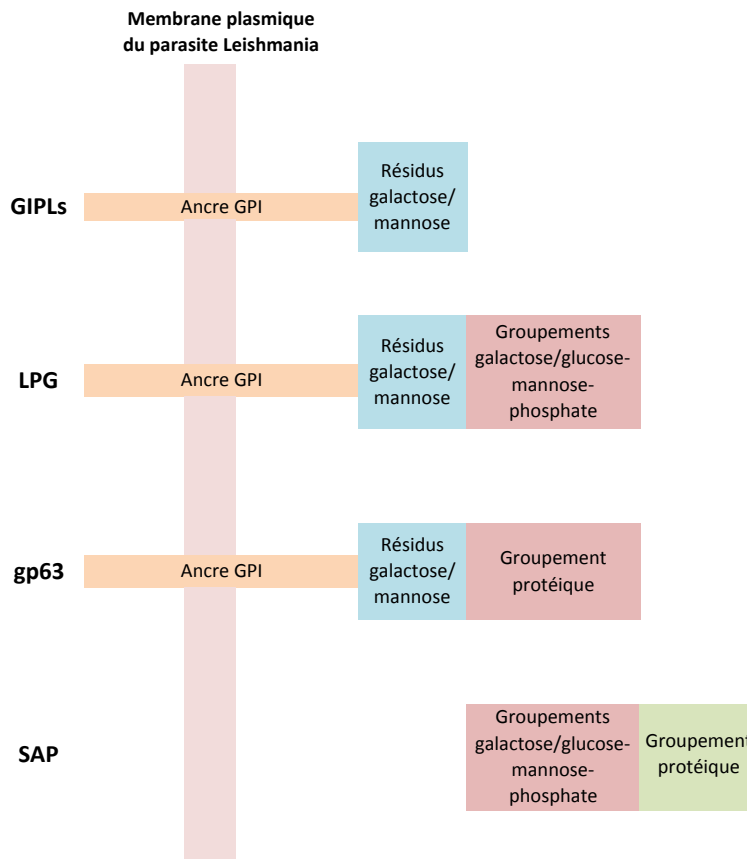 Membrane plasmique
du parasite Leishmania
GIPLs
Ancre GPI
Résidus
galactose/
mannose
LPG
Ancre GPI
Résidus
galactose/
mannose
Groupements
galactose/glucose-
mannose-
phosphate
gp63
Ancre GPI
Résidus
galactose/
mannose
Groupement
protéique
SAP
Groupements
galactose/glucose-
mannose-
phosphate
Groupement
protéique